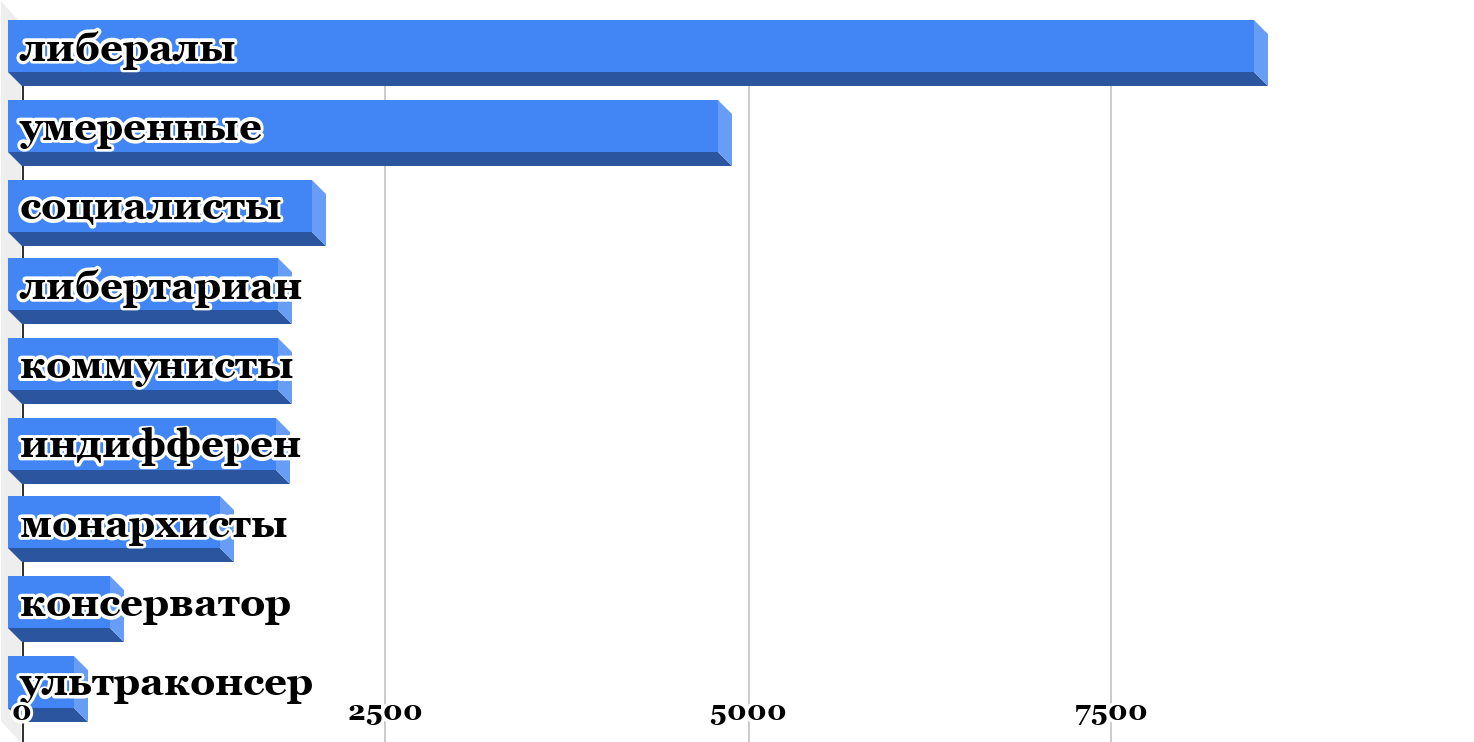 либералы
умеренные
социалисты
либертариан
коммунисты
индифферен
монархисты
консерватор
ультраконсер
0 2500 5000 7500